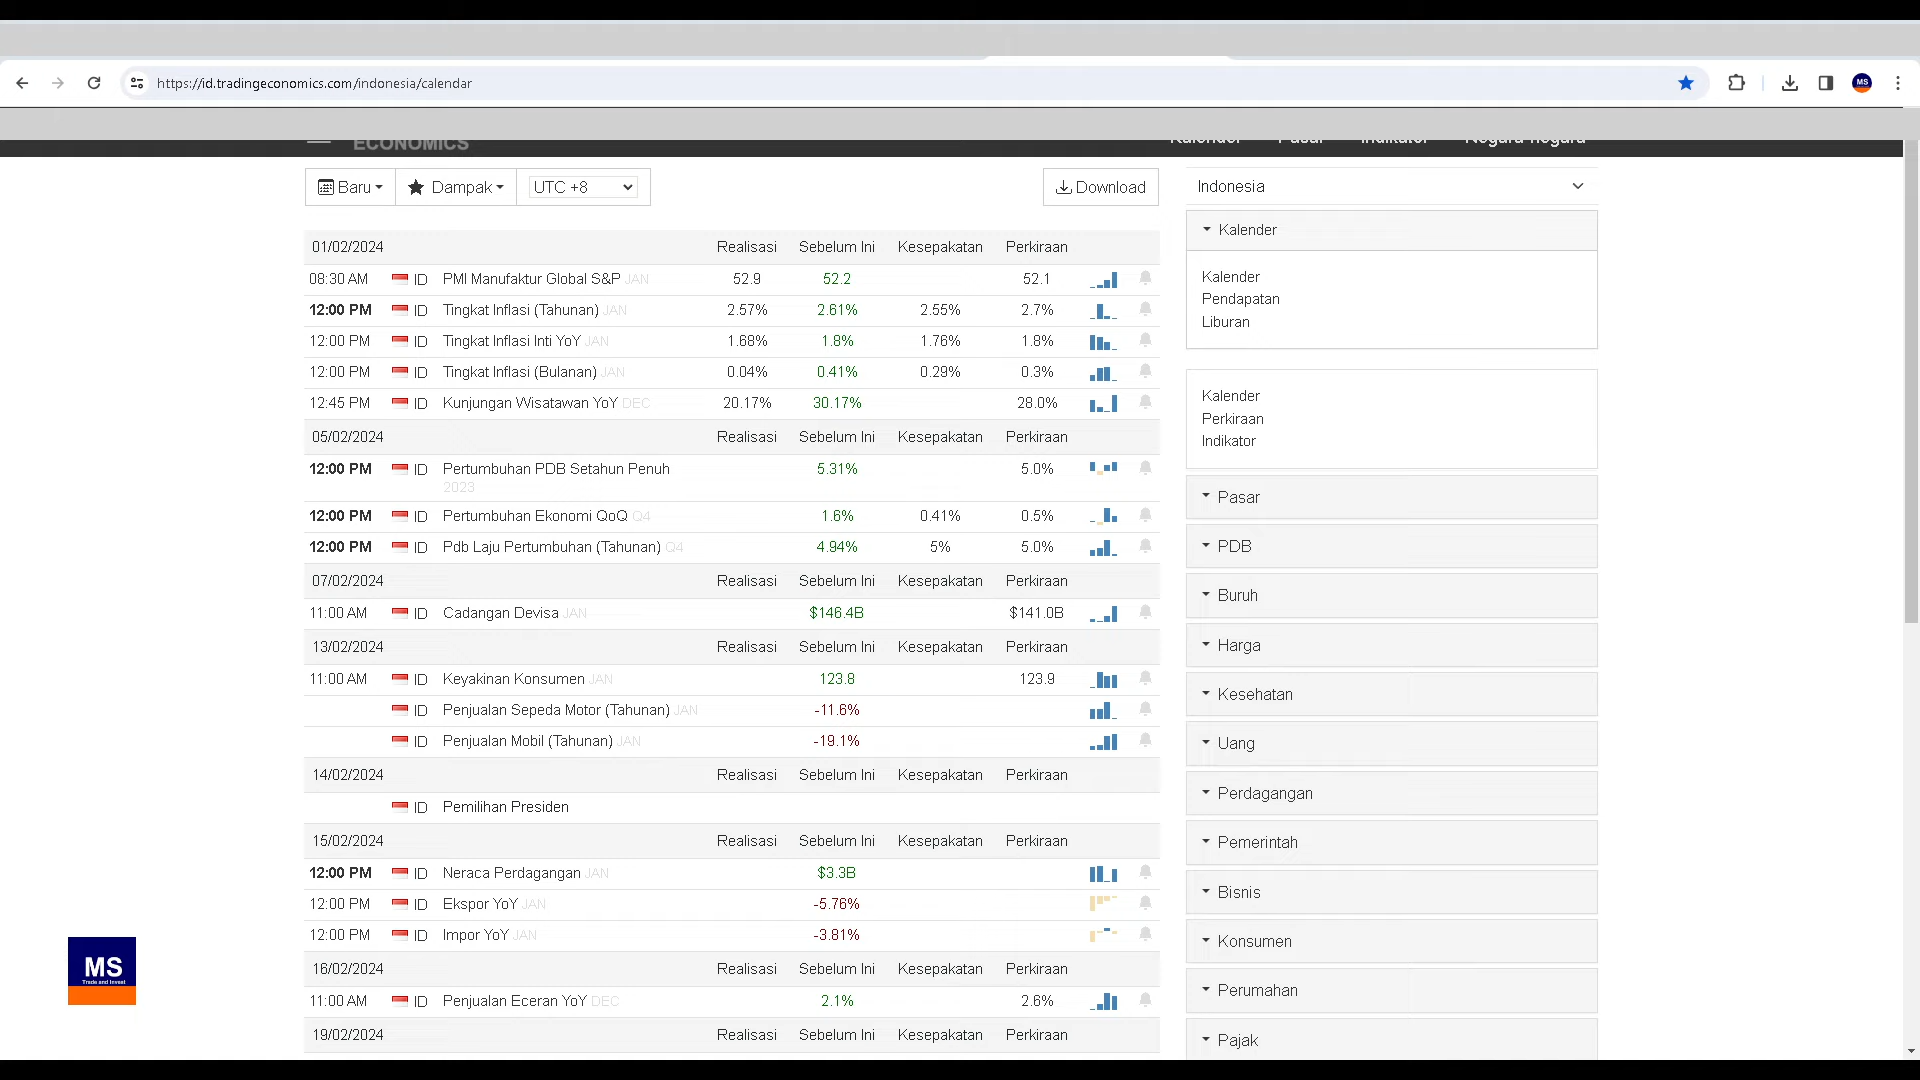 https://id.tradingeconomics.com/indonesia/calendar
MS
ECONOMICS
Kalender Pasar Indikator Negara-negara
Baru Dampak UTC +8 Download
01/02/2024 Realisasi Sebelum Ini Kesepakatan Perkiraan
08:30 AM ID PMI Manufaktur Global S&P JAN 52.9 52.2 52.1
12:00 PM ID Tingkat Inflasi (Tahunan) JAN 2.57% 2.61% 2.55% 2.7%
12:00 PM ID Tingkat Inflasi Inti YoY JAN 1.68% 1.8% 1.76% 1.8%
12:00 PM ID Tingkat Inflasi (Bulanan) JAN 0.04% 0.41% 0.29% 0.3%
12:45 PM ID Kunjungan Wisatawan YoY DEC 20.17% 30.17% 28.0%
05/02/2024 Realisasi Sebelum Ini Kesepakatan Perkiraan
12:00 PM ID Pertumbuhan PDB Setahun Penuh 5.31% 5.0%
2023
12:00 PM ID Pertumbuhan Ekonomi QoQ Q4 1.6% 0.41% 0.5%
12:00 PM ID Pdb Laju Pertumbuhan (Tahunan) Q4 4.94% 5% 5.0%
07/02/2024 Realisasi Sebelum Ini Kesepakatan Perkiraan
11:00 AM ID Cadangan Devisa JAN $146.4B $141.0B
13/02/2024 Realisasi Sebelum Ini Kesepakatan Perkiraan
11:00 AM ID Keyakinan Konsumen JAN 123.8 123.9
ID Penjualan Sepeda Motor (Tahunan) JAN -11.6%
ID Penjualan Mobil (Tahunan) JAN -19.1%
14/02/2024 Realisasi Sebelum Ini Kesepakatan Perkiraan
ID Pemilihan Presiden
15/02/2024 Realisasi Sebelum Ini Kesepakatan Perkiraan
12:00 PM ID Neraca Perdagangan JAN $3.3B
12:00 PM ID Ekspor YoY JAN -5.76%
12:00 PM ID Impor YoY JAN -3.81%
16/02/2024 Realisasi Sebelum Ini Kesepakatan Perkiraan
11:00 AM ID Penjualan Eceran YoY DEC 2.1% 2.6%
19/02/2024 Realisasi Sebelum Ini Kesepakatan Perkiraan
Indonesia
Kalender
Kalender
Pendapatan
Liburan
Kalender
Perkiraan
Indikator
Pasar
PDB
Buruh
Harga
Kesehatan
Uang
Perdagangan
Pemerintah
Bisnis
Konsumen
Perumahan
Pajak
MS
Trade and Invest